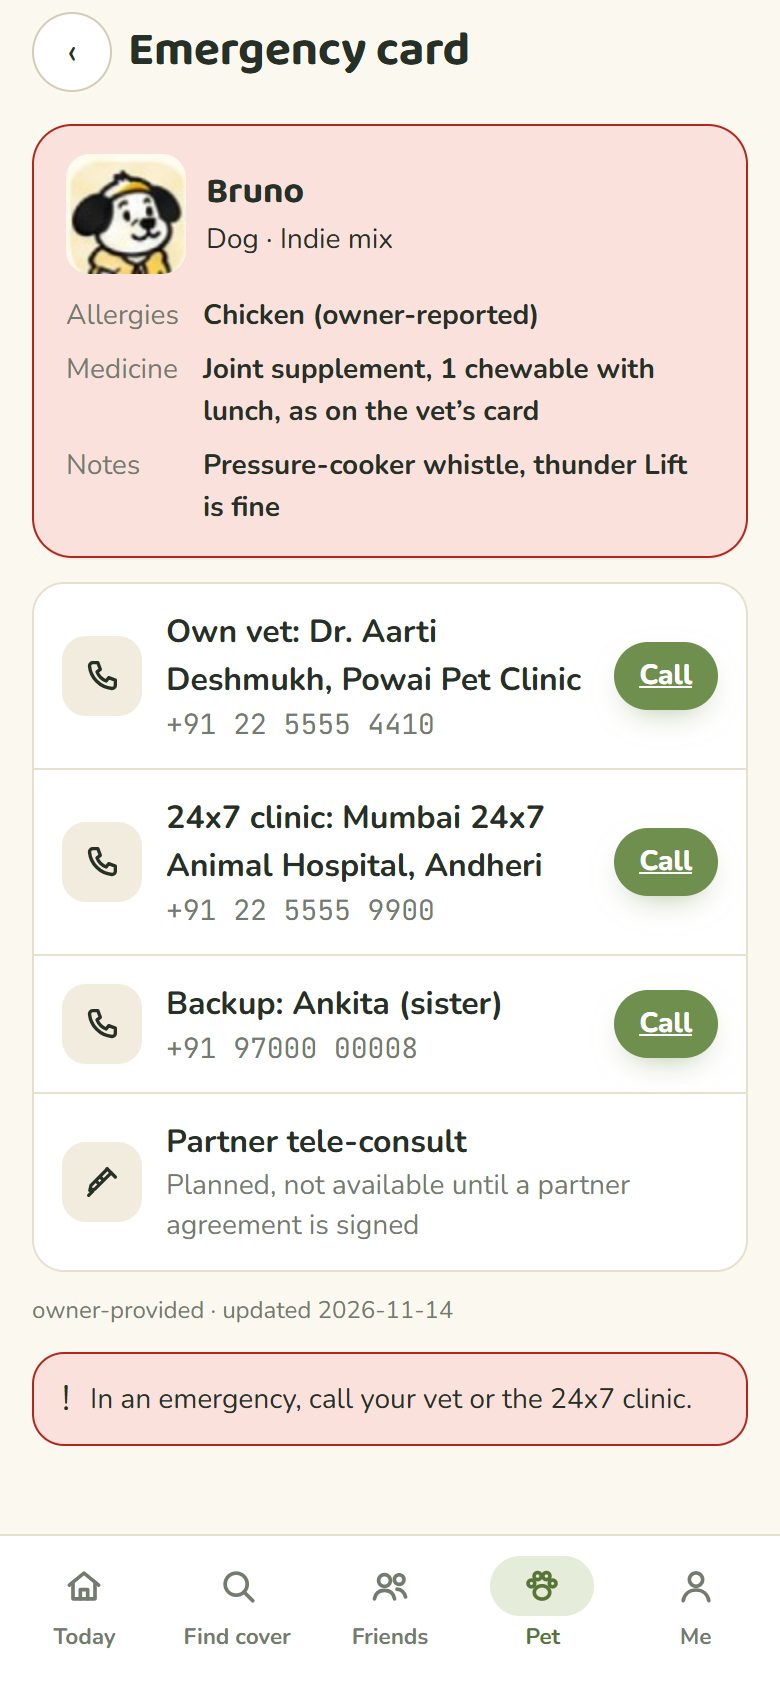 ‹ Emergency card
Bruno
Dog · Indie mix
Allergies Chicken (owner-reported)
Medicine Joint supplement, 1 chewable with
lunch, as on the vet’s card
Notes Pressure-cooker whistle, thunder Lift
is fine
Own vet: Dr. Aarti
Deshmukh, Powai Pet Clinic
+91 22 5555 4410
Call
24x7 clinic: Mumbai 24x7
Animal Hospital, Andheri
+91 22 5555 9900
Call
Backup: Ankita (sister)
+91 97000 00008
Call
Partner tele-consult
Planned, not available until a partner
agreement is signed
owner-provided · updated 2026-11-14
! In an emergency, call your vet or the 24x7 clinic.
Today Find cover Friends Pet Me